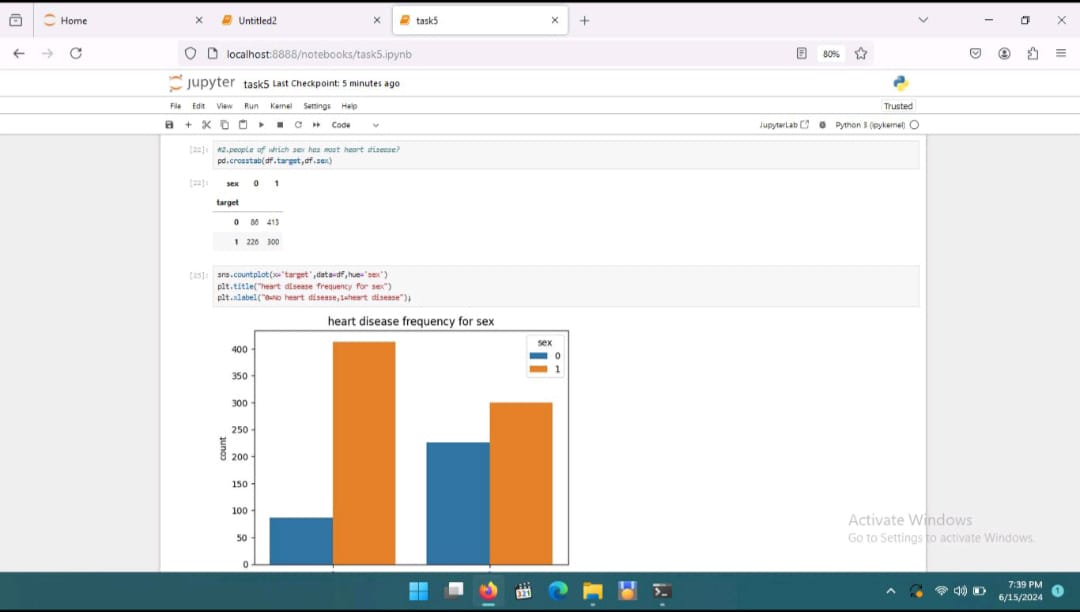 Home
Untitled2
task5
localhost:8888/notebooks/task5.ipynb
80%
jupyter task5 Last Checkpoint: 5 minutes ago
File Edit View Run Kernel Settings Help
Trusted
Code
JupyterLab
Python 3 (ipykernel)
[22]: #2.people of which sex has most heart disease?
pd.crosstab(df.target,df.sex)
[22]: sex 0 1
target
0 86 413
1 226 300
[23]: sns.countplot(x='target',data=df,hue='sex')
plt.title("heart disease frequency for sex")
plt.xlabel("0=no heart disease,1=heart disease");
heart disease frequency for sex
sex
0
1
400
350
300
250
200
150
100
50
0
count
Activate Windows
Go to Settings to activate Windows.
321
7:39 PM
6/15/2024
1